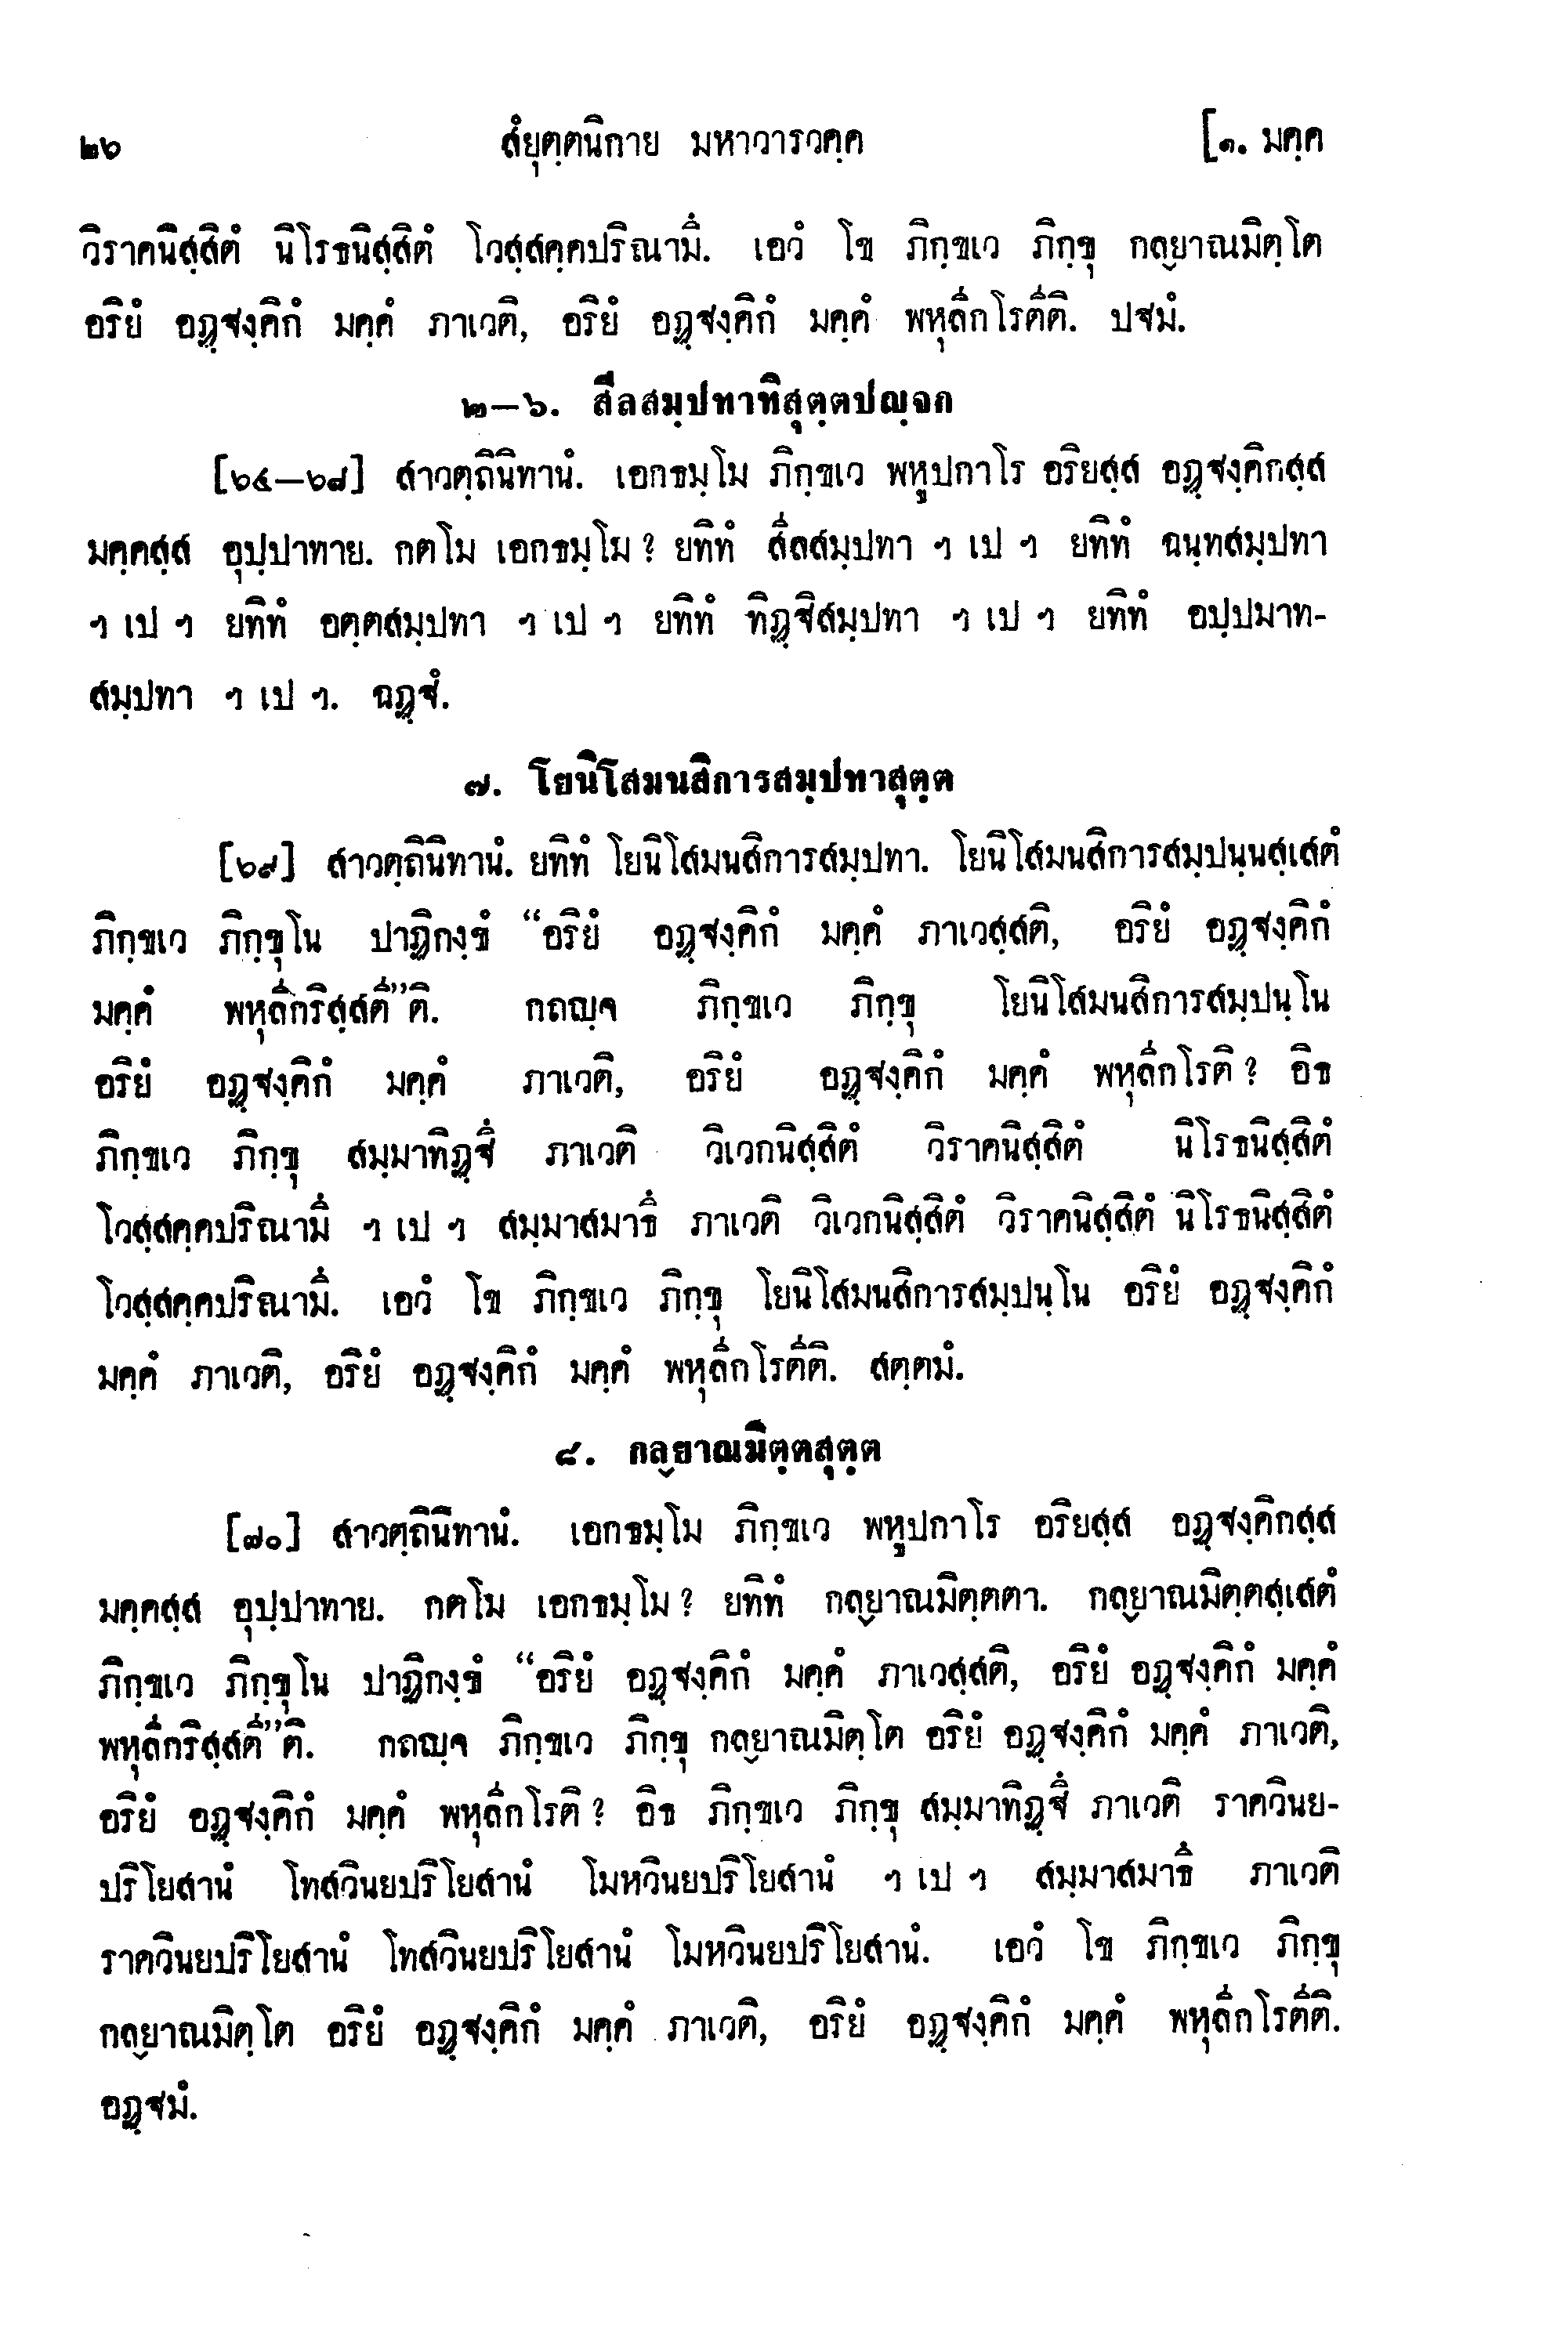 ๒๖ สํยุตฺตนิกาย มหาวารวคฺค [๑. มคฺค
วิราคนิสฺสิตํ นิโรธนิสฺสิตํ โวสฺสคฺคปริณามึ. เอวํ โข ภิกฺขเว ภิกฺขุ กลฺยาณมิตฺโต
อริยํ อฏฺฐงฺคิกํ มคฺคํ ภาเวติ, อริยํ อฏฺฐงฺคิกํ มคฺคํ พหุลีกโรตีติ. ปฐมํ.
๒–๖. สีลสมฺปทาทิสุตฺตปญฺจก
[๖๔–๖๘] สาวตฺถินิทานํ. เอกธมฺโม ภิกฺขเว พหูปกาโร อริยสฺส อฏฺฐงฺคิกสฺส
มคฺคสฺส อุปฺปาทาย. กตโม เอกธมฺโม? ยทิทํ สีลสมฺปทา ฯ เป ฯ ยทิทํ ฉนฺทสมฺปทา
ฯ เป ฯ ยทิทํ อตฺตสมฺปทา ฯ เป ฯ ยทิทํ ทิฏฺฐิสมฺปทา ฯ เป ฯ ยทิทํ อปฺปมาท-
สมฺปทา ฯ เป ฯ. ฉฏฺฐํ.
๗. โยนิโสมนสิการสมฺปทาสุตฺต
[๖๙] สาวตฺถินิทานํ. ยทิทํ โยนิโสมนสิการสมฺปทา. โยนิโสมนสิการสมฺปนฺนสฺเสตํ
ภิกฺขเว ภิกฺขุโน ปาฏิกงฺขํ “อริยํ อฏฺฐงฺคิกํ มคฺคํ ภาเวสฺสติ, อริยํ อฏฺฐงฺคิกํ
มคฺคํ พหุลีกริสฺสตี”ติ. กถญฺจ ภิกฺขเว ภิกฺขุ โยนิโสมนสิการสมฺปนฺโน
อริยํ อฏฺฐงฺคิกํ มคฺคํ ภาเวติ, อริยํ อฏฺฐงฺคิกํ มคฺคํ พหุลีกโรติ? อิธ
ภิกฺขเว ภิกฺขุ สมฺมาทิฏฺฐึ ภาเวติ วิเวกนิสฺสิตํ วิราคนิสฺสิตํ นิโรธนิสฺสิตํ
โวสฺสคฺคปริณามึ ฯ เป ฯ สมฺมาสมาธึ ภาเวติ วิเวกนิสฺสิตํ วิราคนิสฺสิตํ นิโรธนิสฺสิตํ
โวสฺสคฺคปริณามึ. เอวํ โข ภิกฺขเว ภิกฺขุ โยนิโสมนสิการสมฺปนฺโน อริยํ อฏฺฐงฺคิกํ
มคฺคํ ภาเวติ, อริยํ อฏฺฐงฺคิกํ มคฺคํ พหุลีกโรตีติ. สตฺตมํ.
๘. กลฺยาณมิตฺตสุตฺต
[๗๐] สาวตฺถินิทานํ. เอกธมฺโม ภิกฺขเว พหูปกาโร อริยสฺส อฏฺฐงฺคิกสฺส
มคฺคสฺส อุปฺปาทาย. กตโม เอกธมฺโม? ยทิทํ กลฺยาณมิตฺตตา. กลฺยาณมิตฺตสฺเสตํ
ภิกฺขเว ภิกฺขุโน ปาฏิกงฺขํ “อริยํ อฏฺฐงฺคิกํ มคฺคํ ภาเวสฺสติ, อริยํ อฏฺฐงฺคิกํ มคฺคํ
พหุลีกริสฺสตี”ติ. กถญฺจ ภิกฺขเว ภิกฺขุ กลฺยาณมิตฺโต อริยํ อฏฺฐงฺคิกํ มคฺคํ ภาเวติ,
อริยํ อฏฺฐงฺคิกํ มคฺคํ พหุลีกโรติ? อิธ ภิกฺขเว ภิกฺขุ สมฺมาทิฏฺฐึ ภาเวติ ราควินย-
ปริโยสานํ โทสวินยปริโยสานํ โมหวินยปริโยสานํ ฯ เป ฯ สมฺมาสมาธึ ภาเวติ
ราควินยปริโยสานํ โทสวินยปริโยสานํ โมหวินยปริโยสานํ. เอวํ โข ภิกฺขเว ภิกฺขุ
กลฺยาณมิตฺโต อริยํ อฏฺฐงฺคิกํ มคฺคํ ภาเวติ, อริยํ อฏฺฐงฺคิกํ มคฺคํ พหุลีกโรตีติ.
อฏฺฐมํ.